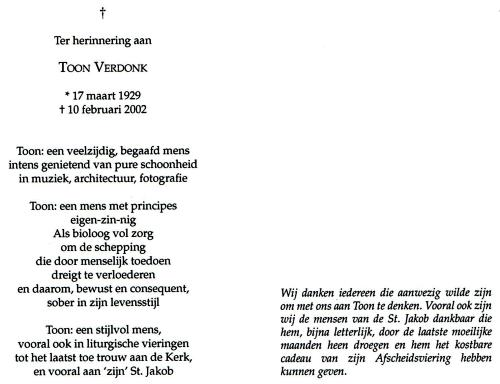 †
Ter herinnering aan
TOON VERDONK
* 17 maart 1929
† 10 februari 2002
Toon: een veelzijdig, begaafd mens
intens genietend van pure schoonheid
in muziek, architectuur, fotografie
Toon: een mens met principes
eigen-zin-nig
Als bioloog vol zorg
om de schepping
die door menselijk toedoen
dreigt te verloederen
en daarom, bewust en consequent,
sober in zijn levensstijl
Toon: een stijlvol mens,
vooral ook in liturgische vieringen
tot het laatst toe trouw aan de Kerk,
en vooral aan 'zijn' St. Jakob
Wij danken iedereen die aanwezig wilde zijn
om met ons aan Toon te denken. Vooral ook zijn
wij de mensen van de St. Jakob dankbaar die
hem, bijna letterlijk, door de laatste moeilijke
maanden heen droegen en hem het kostbare
cadeau van zijn Afscheidsviering hebben
kunnen geven.